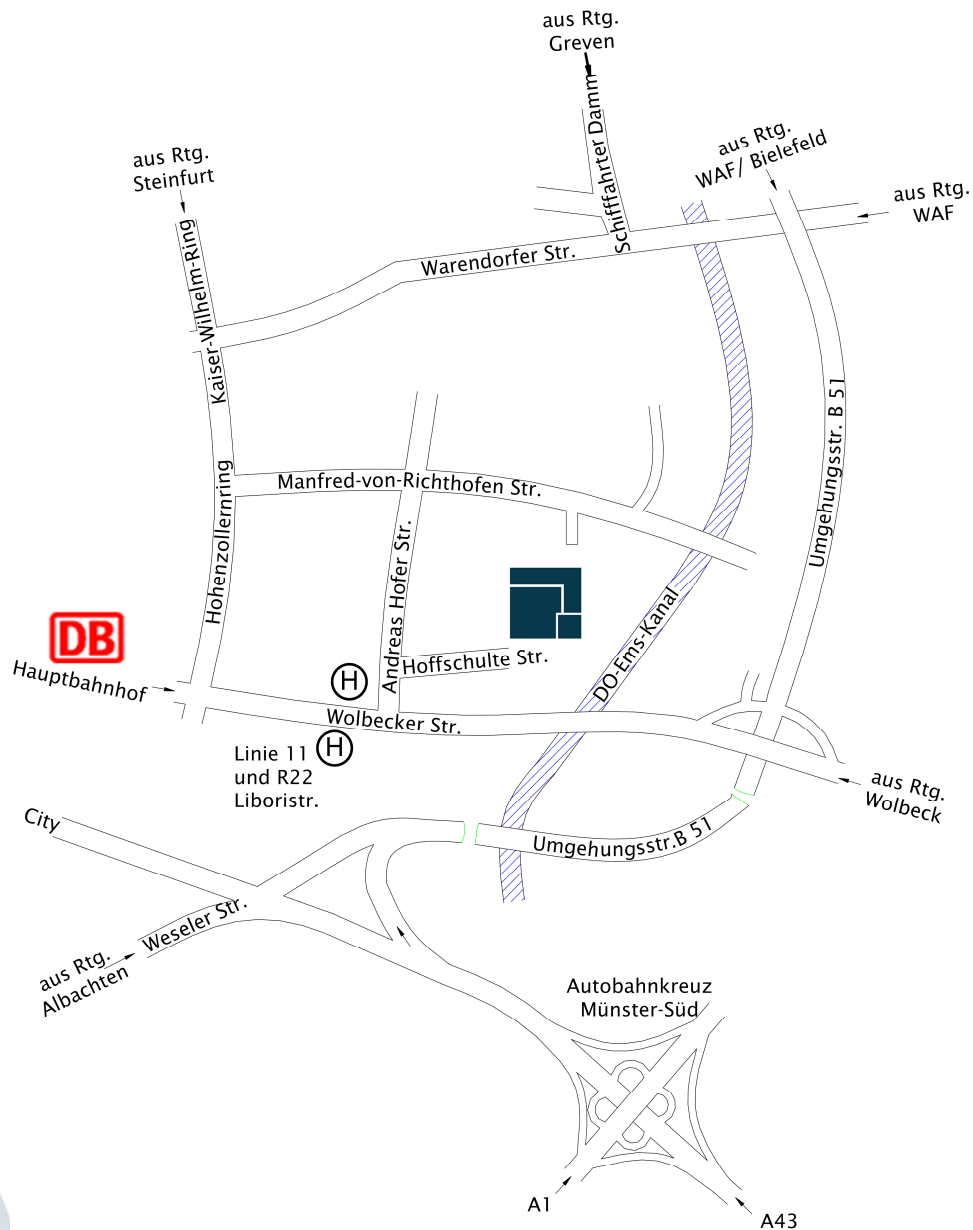 aus Rtg.
Greven
Schifffahrter Damm
aus Rtg.
WAF/ Bielefeld
aus Rtg.
Steinfurt
aus Rtg.
WAF
Kaiser-Wilhelm-Ring
Warendorfer Str.
Umgehungsstr. B 51
Hohenzollernring
Manfred-von-Richthofen Str.
Andreas Hofer Str.
DB
Hauptbahnhof
Hoffschulte Str.
DO-Ems-Kanal
H
Wolbecker Str.
H
Linie 11
und R22
Liboristr.
aus Rtg.
Wolbeck
City
Umgehungsstr.B 51
Weseler Str.
aus Rtg.
Albachten
Autobahnkreuz
Münster-Süd
A1
A43